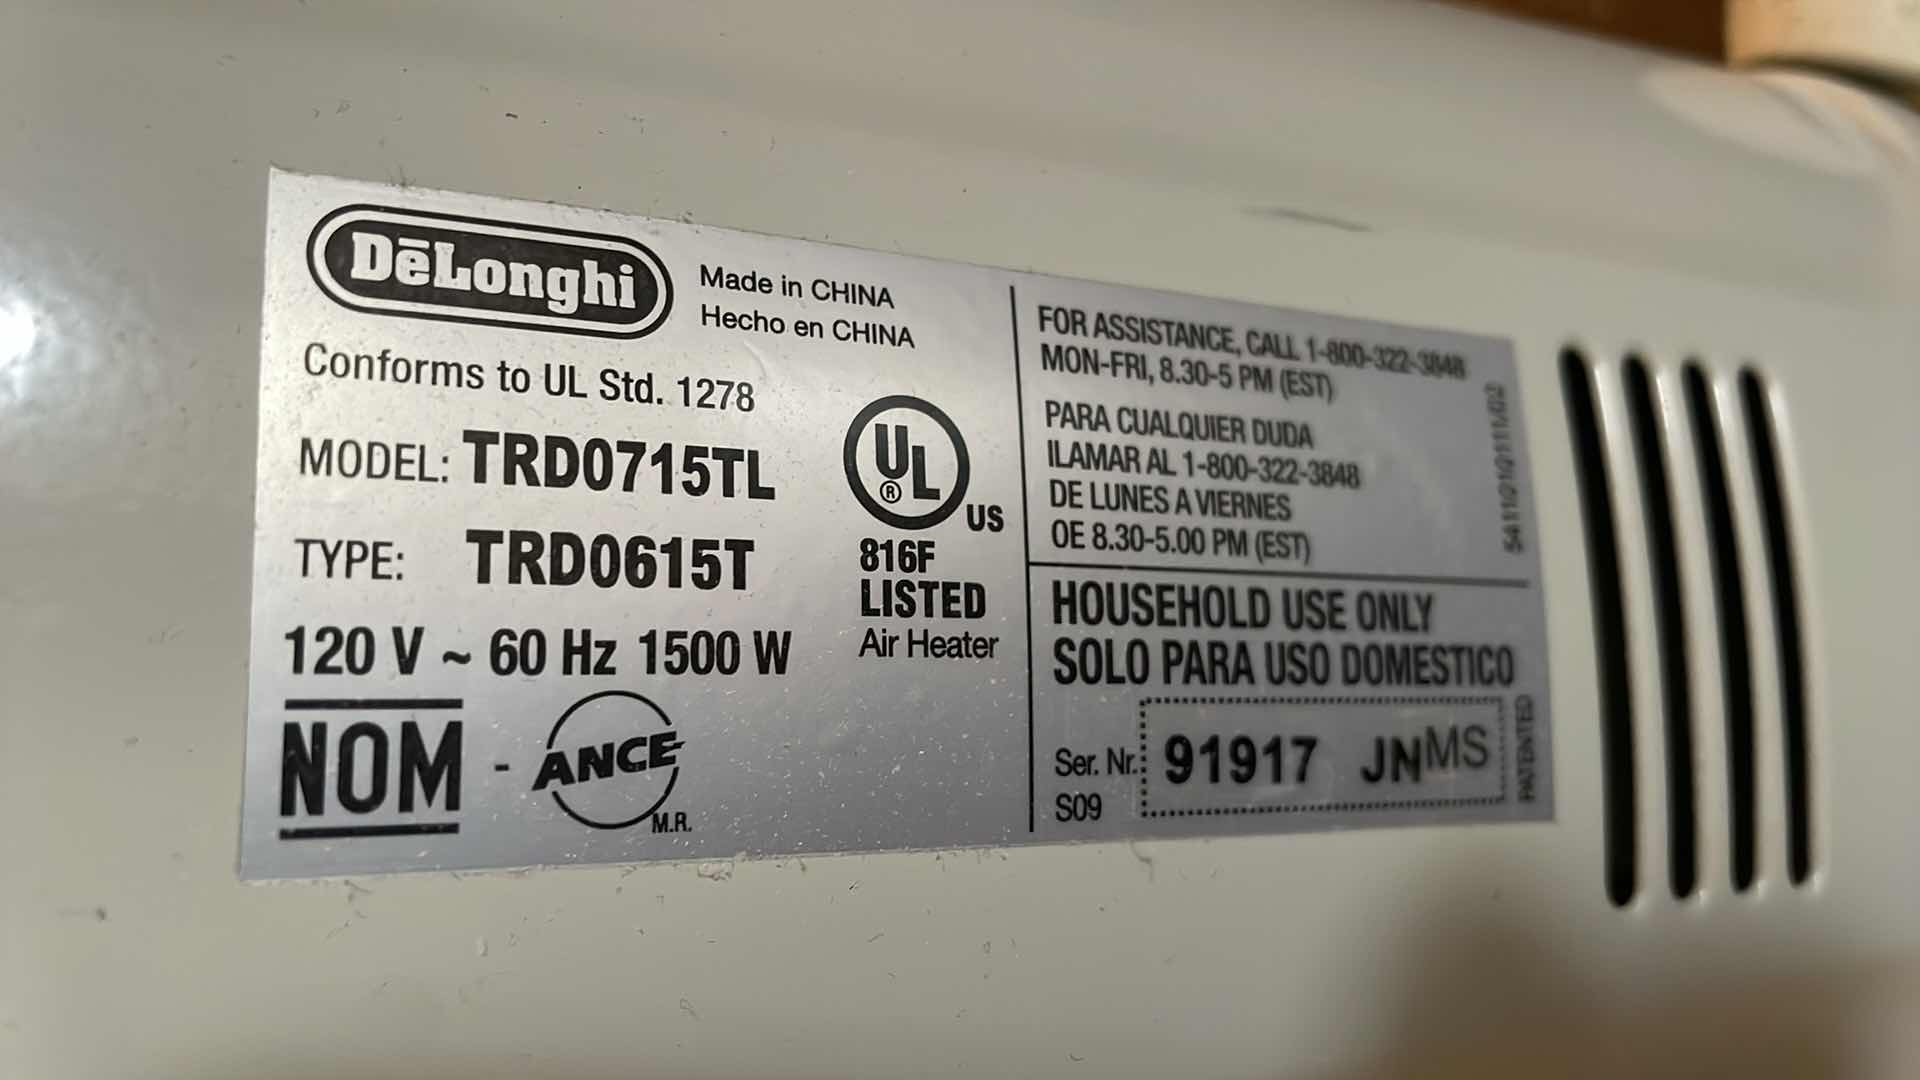 DēLonghi
Made in CHINA
Hecho en CHINA
Conforms to UL Std. 1278
MODEL: TRD0715TL
TYPE: TRD0615T
120 V ~ 60 Hz 1500 W
NOM - ANCE
M.R.
UL
®
US
816F
LISTED
Air Heater
FOR ASSISTANCE, CALL 1-800-322-3848
MON-FRI, 8.30-5 PM (EST)
PARA CUALQUIER DUDA
ILAMAR AL 1-800-322-3848
DE LUNES A VIERNES
OE 8.30-5.00 PM (EST)
HOUSEHOLD USE ONLY
SOLO PARA USO DOMESTICO
Ser. Nr. 91917 JNMS
S09
PATENTED